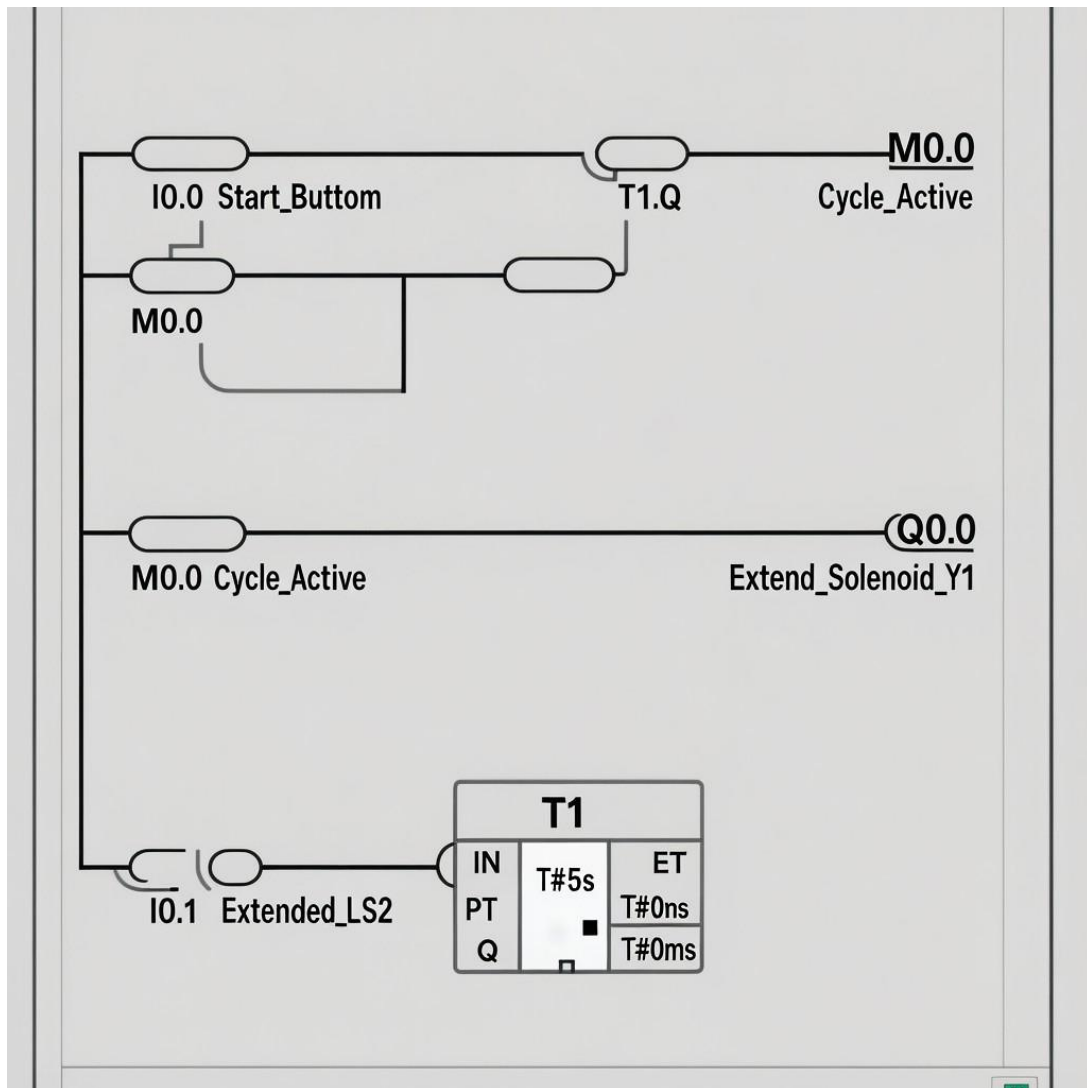 M0.0
I0.0 Start_Buttom T1.Q Cycle_Active
M0.0
Q0.0
M0.0 Cycle_Active Extend_Solenoid_Y1
T1
IN T#5s ET
I0.1 Extended_LS2 PT T#0ns
Q T#0ms